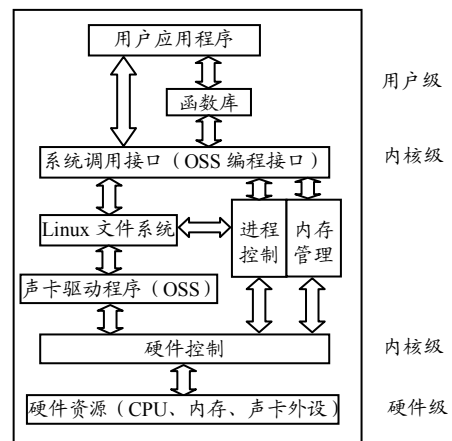 用户应用程序
用户级
函数库
系统调用接口（OSS 编程接口）
内核级
Linux 文件系统
进程
控制
内存
管理
声卡驱动程序（OSS）
硬件控制
内核级
硬件资源（CPU、内存、声卡外设）
硬件级